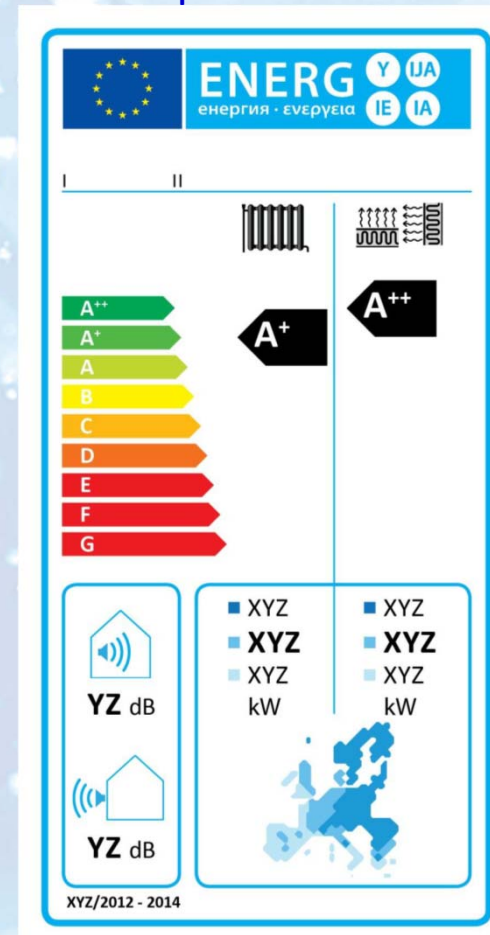 ENERG Y IJA
енергия · ενεργεια IE IA
I II
A++
A+
A
B
C
D
E
F
G
A+
A++
YZ dB
YZ dB
XYZ XYZ
XYZ XYZ
XYZ XYZ
kW kW
XYZ/2012 - 2014